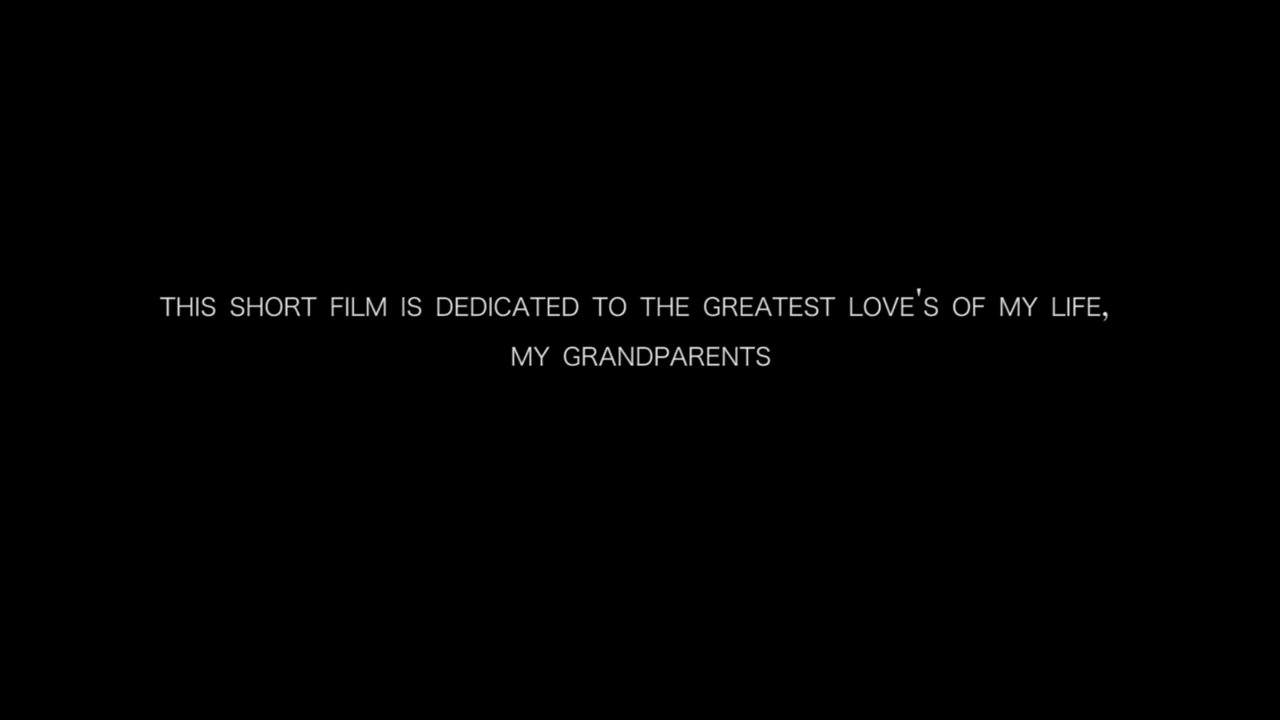 THIS SHORT FILM IS DEDICATED TO THE GREATEST LOVE'S OF MY LIFE,
MY GRANDPARENTS